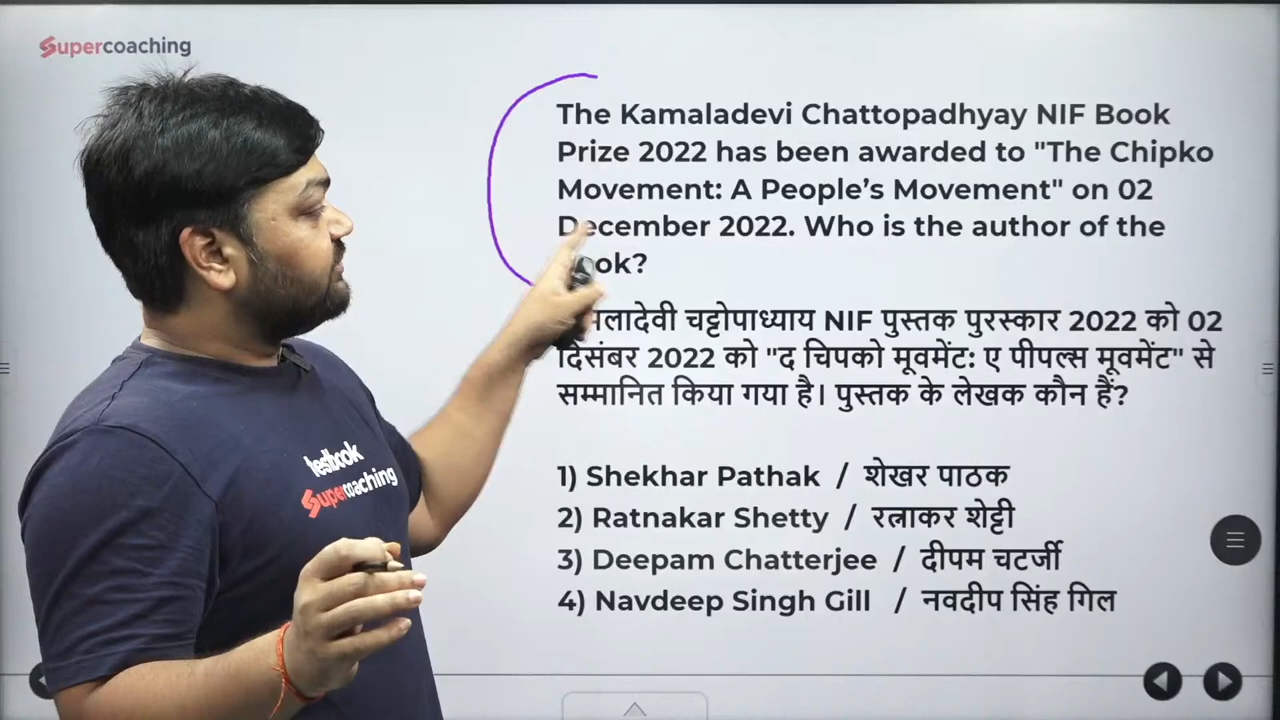 Supercoaching
The Kamaladevi Chattopadhyay NIF Book
Prize 2022 has been awarded to "The Chipko
Movement: A People’s Movement" on 02
December 2022. Who is the author of the
ok?
मलादेवी चट्टोपाध्याय NIF पुस्तक पुरस्कार 2022 को 02
दिसंबर 2022 को "द चिपको मूवमेंट: ए पीपल्स मूवमेंट" से
सम्मानित किया गया है। पुस्तक के लेखक कौन हैं?
1) Shekhar Pathak / शेखर पाठक
2) Ratnakar Shetty / रत्नाकर शेट्टी
3) Deepam Chatterjee / दीपम चटर्जी
4) Navdeep Singh Gill / नवदीप सिंह गिल
testbook
Supercoaching